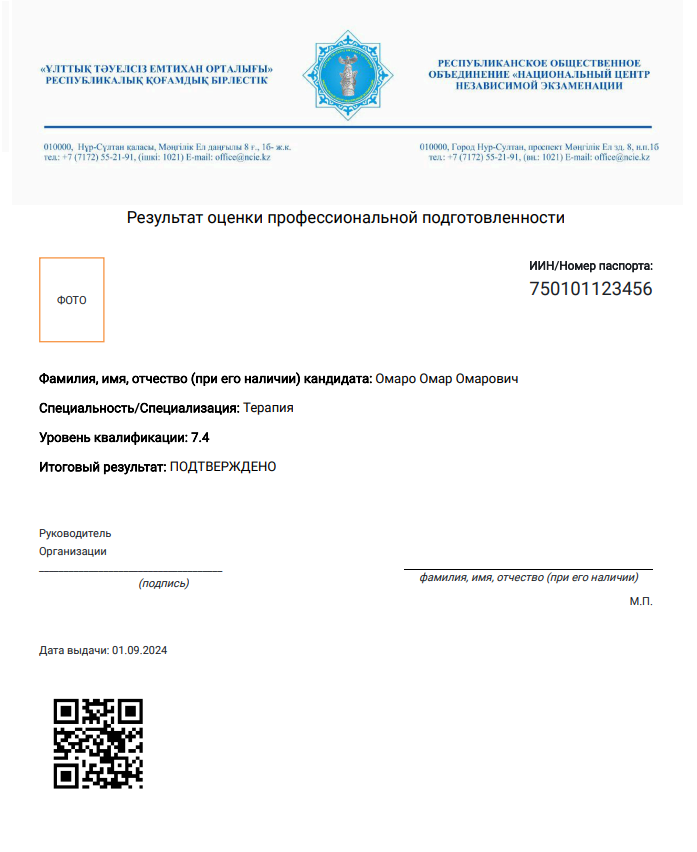 «ҰЛТТЫҚ ТӘУЕЛСІЗ ЕМТИХАН ОРТАЛЫҒЫ»
РЕСПУБЛИКАЛЫҚ ҚОҒАМДЫҚ БІРЛЕСТІК
РЕСПУБЛИКАНСКОЕ ОБЩЕСТВЕННОЕ
ОБЪЕДИНЕНИЕ «НАЦИОНАЛЬНЫЙ ЦЕНТР
НЕЗАВИСИМОЙ ЭКЗАМЕНАЦИИ
010000, Нұр-Сұлтан қаласы, Мәңгілік Ел даңғылы 8 ғ., 1б- ж.к.
тел.: +7 (7172) 55-21-91, (ішкі: 1021) E-mail: office@ncie.kz
010000, Город Нур-Султан, проспект Мәңгілік Ел зд. 8, н.п.1б
тел.: +7 (7172) 55-21-91, (вн.: 1021) E-mail: office@ncie.kz
Результат оценки профессиональной подготовленности
ФОТО
ИИН/Номер паспорта:
750101123456
Фамилия, имя, отчество (при его наличии) кандидата: Омаро Омар Омарович
Специальность/Специализация: Терапия
Уровень квалификации: 7.4
Итоговый результат: ПОДТВЕРЖДЕНО
Руководитель
Организации
(подпись)
фамилия, имя, отчество (при его наличии)
М.П.
Дата выдачи: 01.09.2024